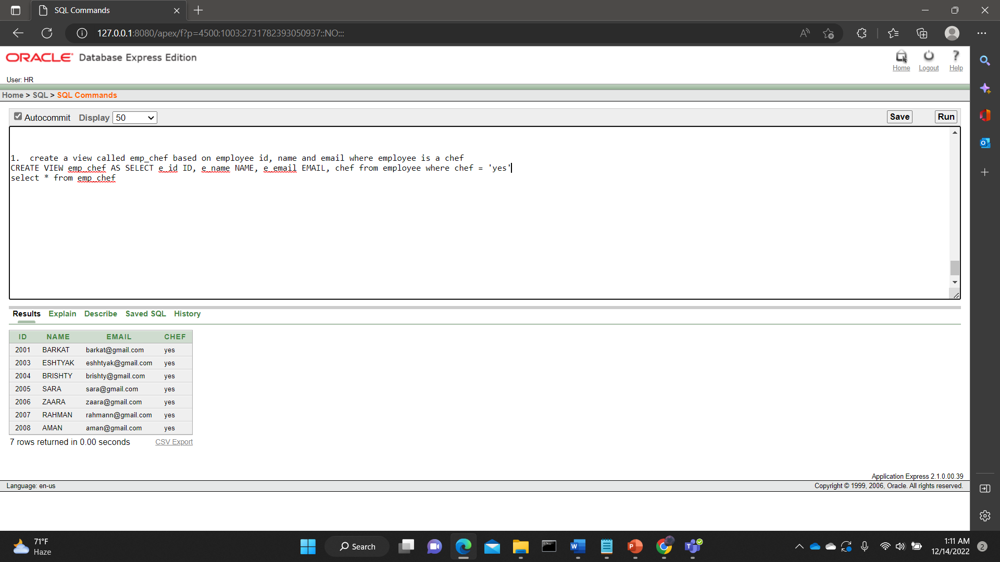 SQL Commands
127.0.0.1:8080/apex/f?p=4500:1003:2731782393050937::NO:::
ORACLE Database Express Edition
Home Logout Help
User: HR
Home > SQL > SQL Commands
Autocommit Display 50 Save Run
1.  create a view called emp_chef based on employee id, name and email where employee is a chef
CREATE VIEW emp_chef AS SELECT e_id ID, e_name NAME, e_email EMAIL, chef from employee where chef = 'yes'
select * from emp_chef
Results Explain Describe Saved SQL History
ID NAME EMAIL CHEF
2001 BARKAT barkat@gmail.com yes
2003 ESHTYAK eshhtyak@gmail.com yes
2004 BRISHTY brishty@gmail.com yes
2005 SARA sara@gmail.com yes
2006 ZAARA zaara@gmail.com yes
2007 RAHMAN rahmann@gmail.com yes
2008 AMAN aman@gmail.com yes
7 rows returned in 0.00 seconds CSV Export
Application Express 2.1.0.00.39
Language: en-us Copyright © 1999, 2006, Oracle. All rights reserved.
71°F
Haze
Search
1:11 AM
12/14/2022
2